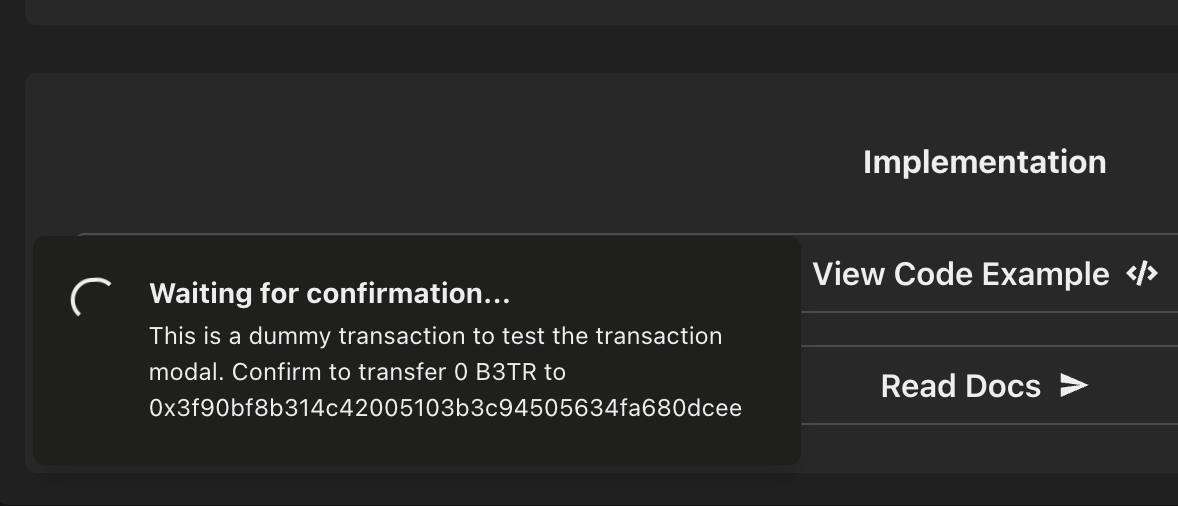 Implementation
View Code Example
Waiting for confirmation...
This is a dummy transaction to test the transaction
modal. Confirm to transfer 0 B3TR to
0x3f90bf8b314c42005103b3c94505634fa680dcee
Read Docs